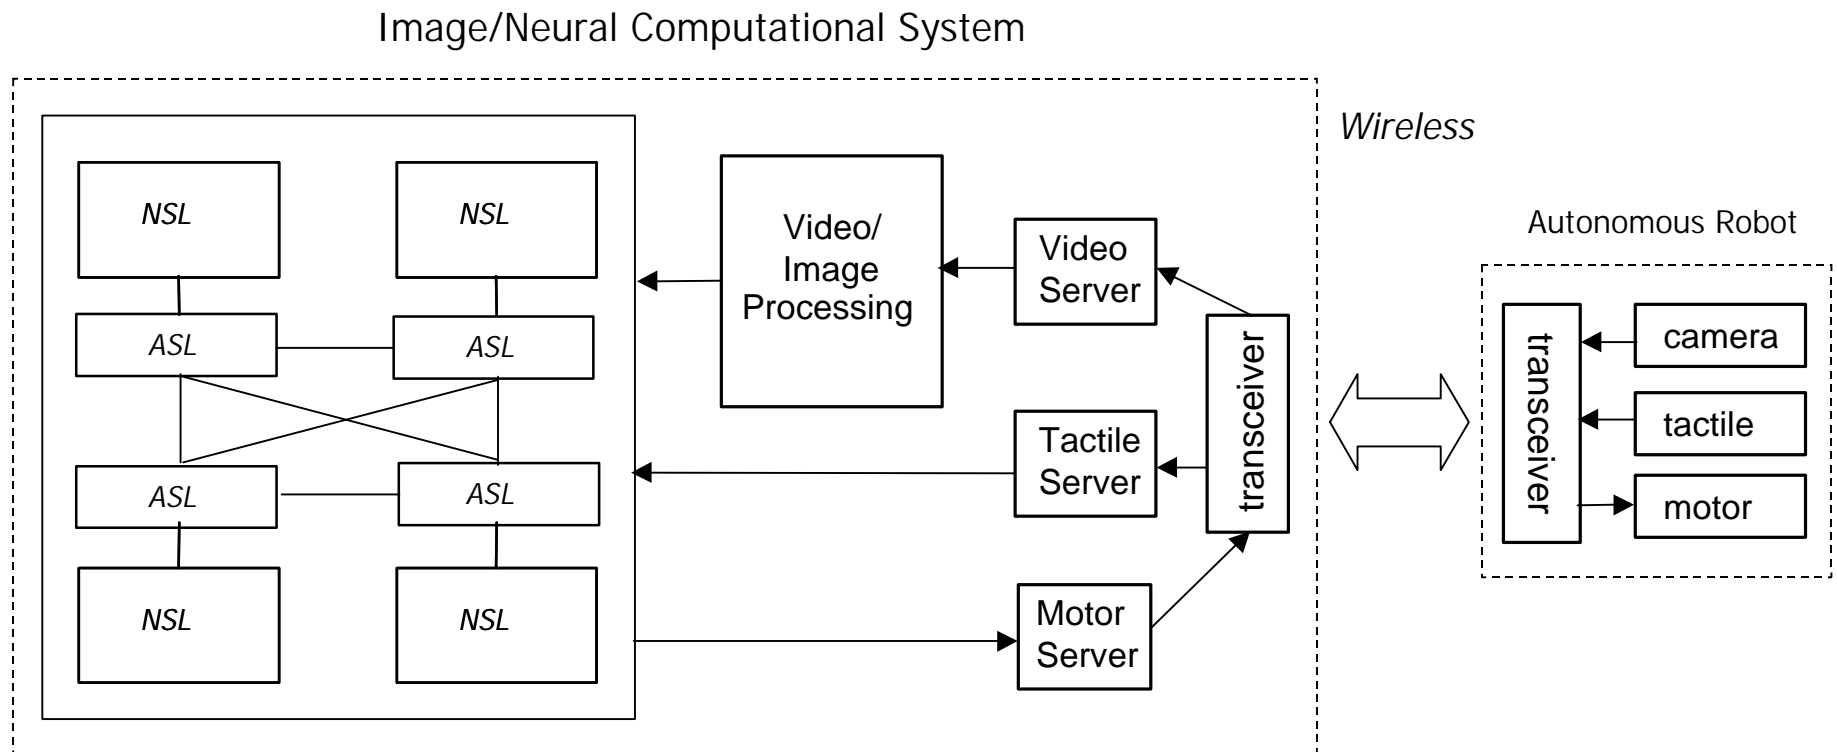 Image/Neural Computational System
Wireless
NSL
NSL
ASL
ASL
ASL
ASL
NSL
NSL
Video/
Image
Processing
Video
Server
Tactile
Server
Motor
Server
transceiver
Autonomous Robot
transceiver
camera
tactile
motor